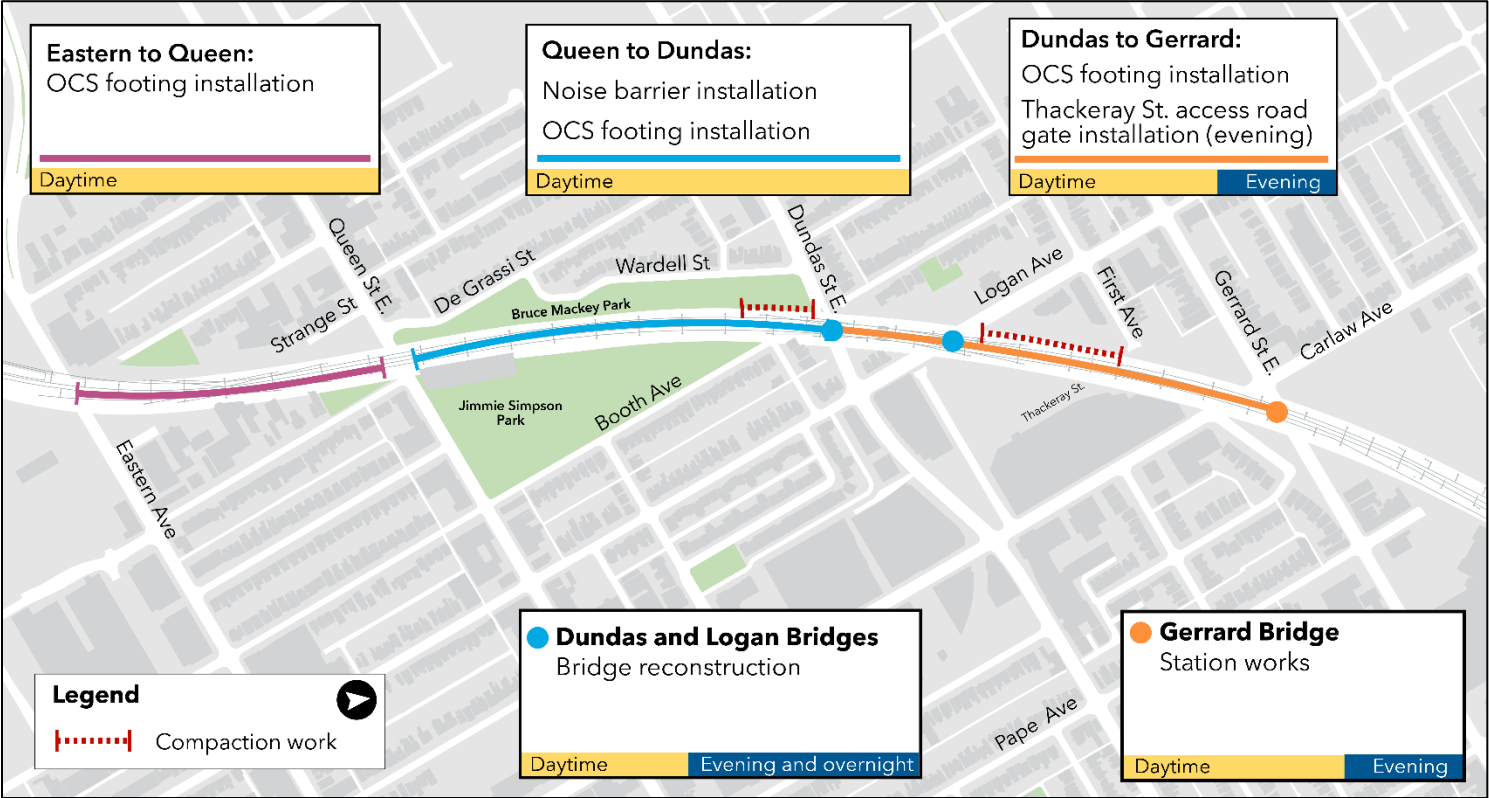 Eastern to Queen:
OCS footing installation
Daytime
Queen to Dundas:
Noise barrier installation
OCS footing installation
Daytime
Dundas to Gerrard:
OCS footing installation
Thackeray St. access road
gate installation (evening)
Daytime
Evening
Queen St E.
De Grassi St
Wardell St
Dundas St E.
Logan Ave
First Ave
Gerrard St E.
Carlaw Ave
Strange St
Bruce Mackey Park
Jimmie Simpson
Park
Booth Ave
Thackeray St.
Eastern Ave
Pape Ave
Dundas and Logan Bridges
Bridge reconstruction
Daytime
Evening and overnight
Gerrard Bridge
Station works
Daytime
Evening
Legend
Compaction work